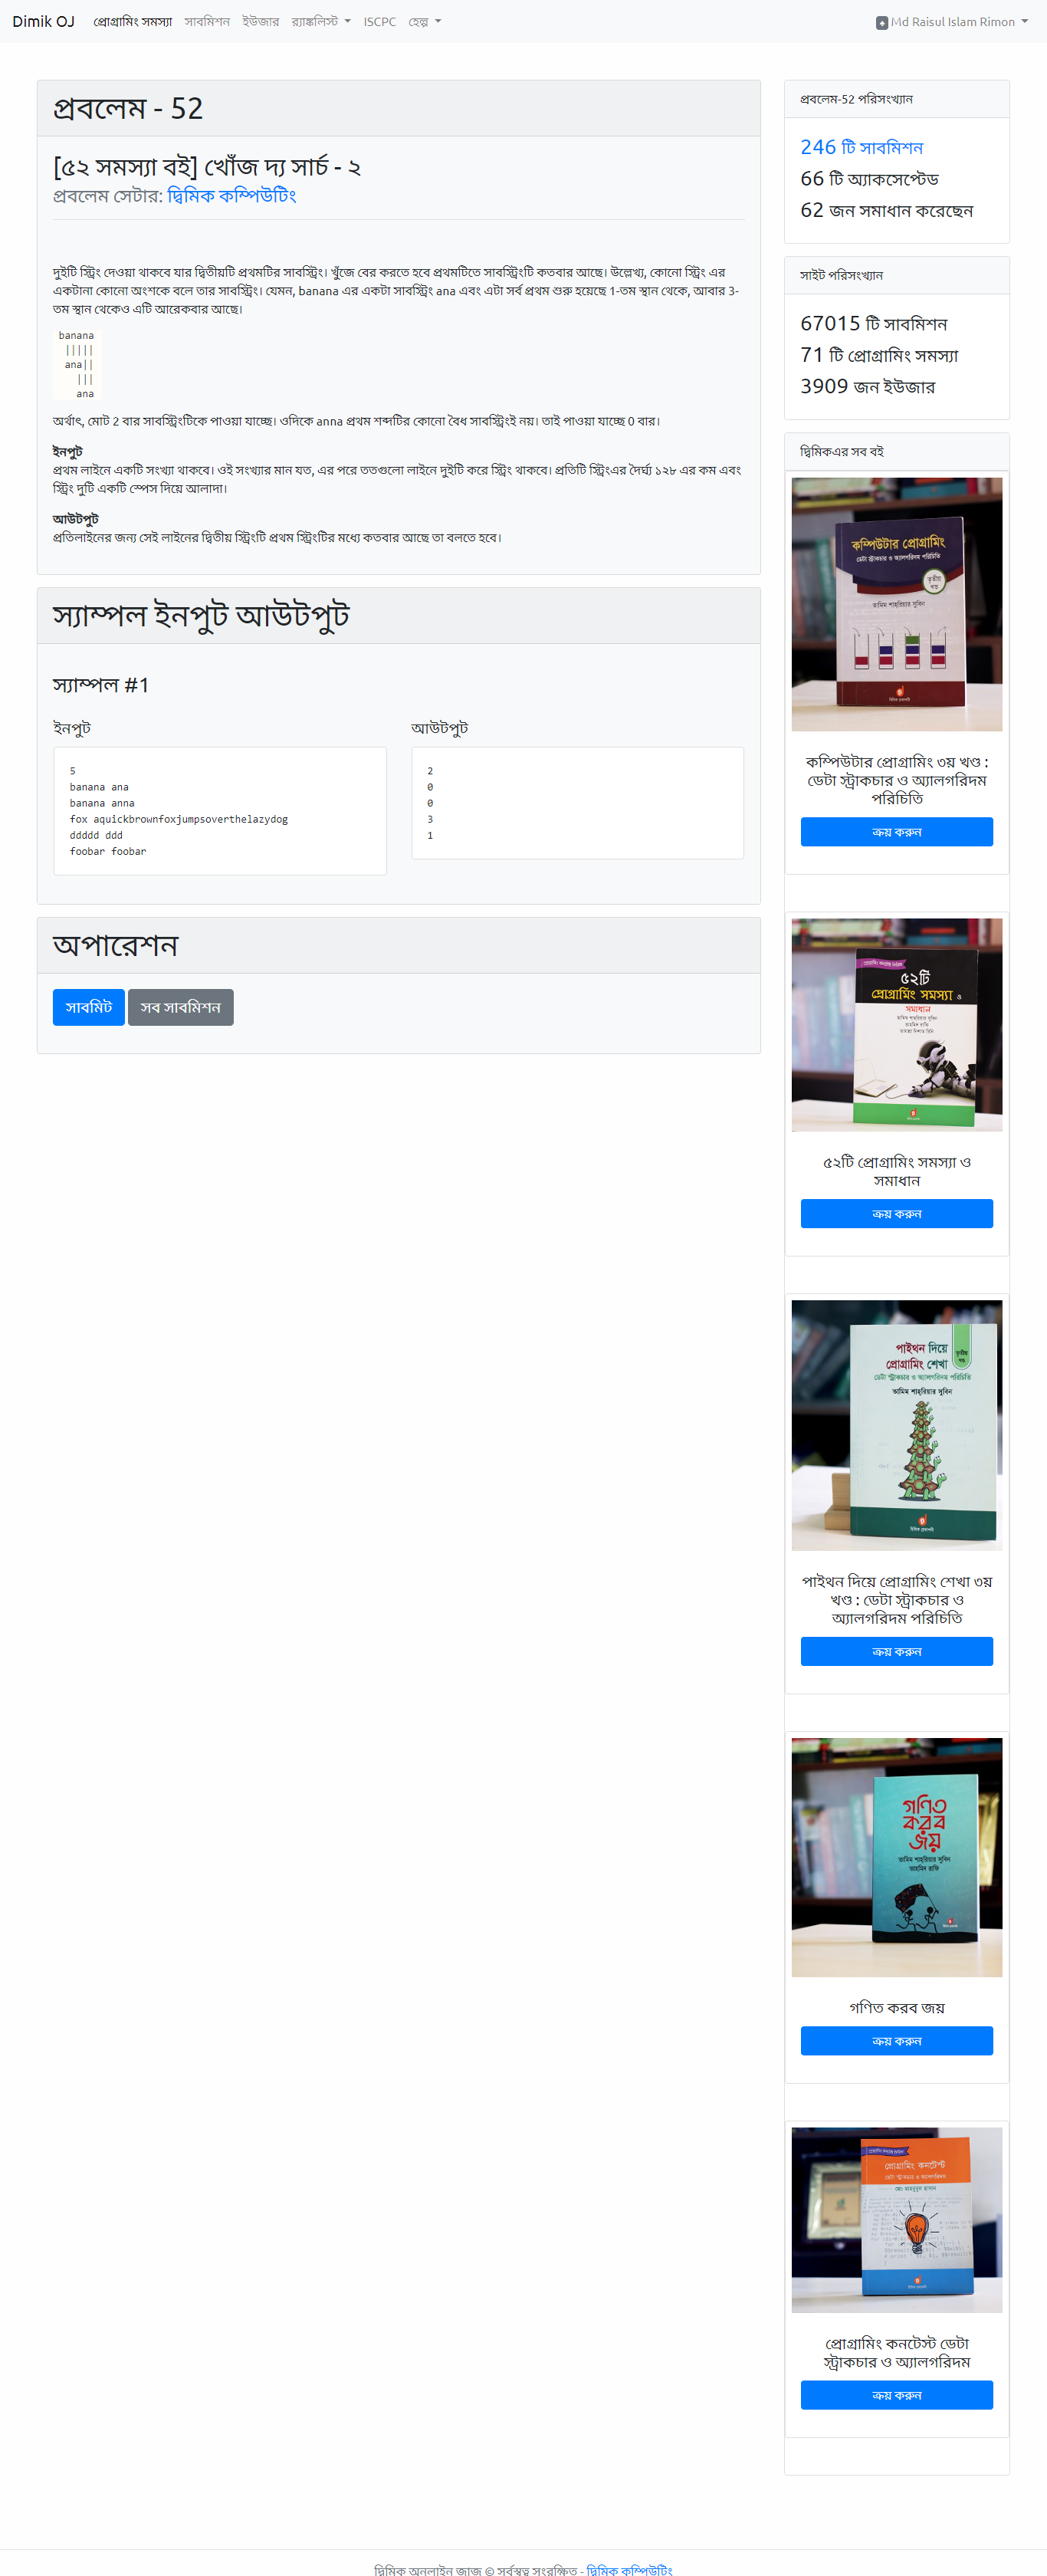 Dimik OJ প্রোগ্রামিং সমস্যা সাবমিশন ইউজার র‍্যাঙ্কলিস্ট ISCPC হেল্প Md Raisul Islam Rimon
প্রবলেম - 52
[৫২ সমস্যা বই] খোঁজ দ্য সার্চ - ২
প্রবলেম সেটার: দ্বিমিক কম্পিউটিং
দুইটি স্ট্রিং দেওয়া থাকবে যার দ্বিতীয়টি প্রথমটির সাবস্ট্রিং। খুঁজে বের করতে হবে প্রথমটিতে সাবস্ট্রিংটি কতবার আছে। উল্লেখ্য, কোনো স্ট্রিং এর
একটানা কোনো অংশকে বলে তার সাবস্ট্রিং। যেমন, banana এর একটা সাবস্ট্রিং ana এবং এটা সর্ব প্রথম শুরু হয়েছে 1-তম স্থান থেকে, আবার 3-
তম স্থান থেকেও এটি আরেকবার আছে।
banana
|||||
ana||
|||
ana
অর্থাৎ, মোট 2 বার সাবস্ট্রিংটিকে পাওয়া যাচ্ছে। ওদিকে anna প্রথম শব্দটির কোনো বৈধ সাবস্ট্রিংই নয়। তাই পাওয়া যাচ্ছে 0 বার।
ইনপুট
প্রথম লাইনে একটি সংখ্যা থাকবে। ওই সংখ্যার মান যত, এর পরে ততগুলো লাইনে দুইটি করে স্ট্রিং থাকবে। প্রতিটি স্ট্রিংএর দৈর্ঘ্য ১২৮ এর কম এবং
স্ট্রিং দুটি একটি স্পেস দিয়ে আলাদা।
আউটপুট
প্রতিলাইনের জন্য সেই লাইনের দ্বিতীয় স্ট্রিংটি প্রথম স্ট্রিংটির মধ্যে কতবার আছে তা বলতে হবে।
স্যাম্পল ইনপুট আউটপুট
স্যাম্পল #1
ইনপুট
5
banana ana
banana anna
fox aquickbrownfoxjumpsoverthelazydog
ddddd ddd
foobar foobar
আউটপুট
2
0
0
3
1
অপারেশন
সাবমিট সব সাবমিশন
প্রবলেম-52 পরিসংখ্যান
246 টি সাবমিশন
66 টি অ্যাকসেপ্টেড
62 জন সমাধান করেছেন
সাইট পরিসংখ্যান
67015 টি সাবমিশন
71 টি প্রোগ্রামিং সমস্যা
3909 জন ইউজার
দ্বিমিকএর সব বই
কম্পিউটার প্রোগ্রামিং
ডেটা স্ট্রাকচার ও অ্যালগরিদম পরিচিতি
তৃতীয়
খণ্ড
তামিম শাহ্‌রিয়ার সুবিন
কম্পিউটার প্রোগ্রামিং ৩য় খণ্ড :
ডেটা স্ট্রাকচার ও অ্যালগরিদম
পরিচিতি
ক্রয় করুন
৫২টি
প্রোগ্রামিং সমস্যা ও
সমাধান
তামিম শাহ্‌রিয়ার সুবিন
তাহমিদ রাফি
৫২টি প্রোগ্রামিং সমস্যা ও
সমাধান
ক্রয় করুন
পাইথন দিয়ে
প্রোগ্রামিং শেখা
তৃতীয়
খণ্ড
ডেটা স্ট্রাকচার ও অ্যালগরিদম পরিচিতি
তামিম শাহ্‌রিয়ার সুবিন
পাইথন দিয়ে প্রোগ্রামিং শেখা ৩য়
খণ্ড : ডেটা স্ট্রাকচার ও
অ্যালগরিদম পরিচিতি
ক্রয় করুন
গণিত
করব
জয়
তামিম শাহ্‌রিয়ার সুবিন
তাহমিদ রাফি
গণিত করব জয়
ক্রয় করুন
প্রোগ্রামিং কনটেস্ট
ডেটা স্ট্রাকচার ও অ্যালগরিদম
মোঃ মাহবুবুল হাসান
প্রোগ্রামিং কনটেস্ট ডেটা
স্ট্রাকচার ও অ্যালগরিদম
ক্রয় করুন
দ্বিমিক অনলাইন জাজ © সর্বস্বত্ব সংরক্ষিত - দ্বিমিক কম্পিউটিং